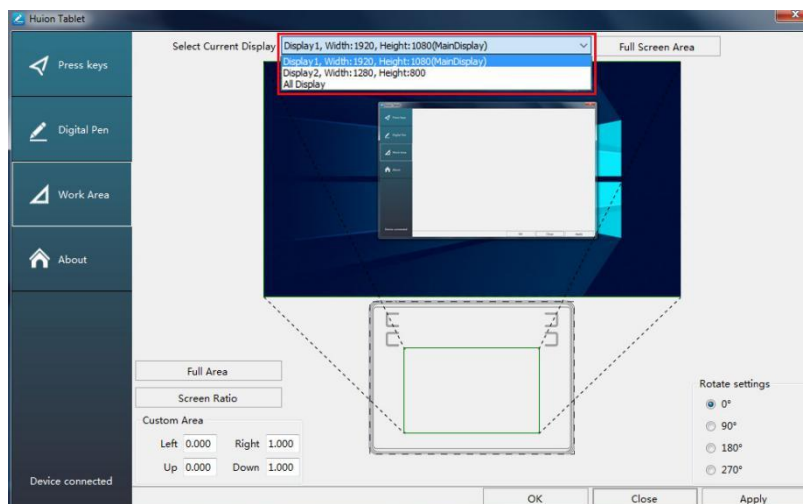 Huion Tablet
Select Current Display
Display1, Width:1920, Height:1080(MainDisplay)
Full Screen Area
Display1, Width:1920, Height:1080(MainDisplay)
Display2, Width:1280, Height:800
All Display
Press keys
Digital Pen
Work Area
About
Full Area
Screen Ratio
Custom Area
Left 0.000 Right 1.000
Up 0.000 Down 1.000
Rotate settings
0°
90°
180°
270°
Device connected
OK Close Apply